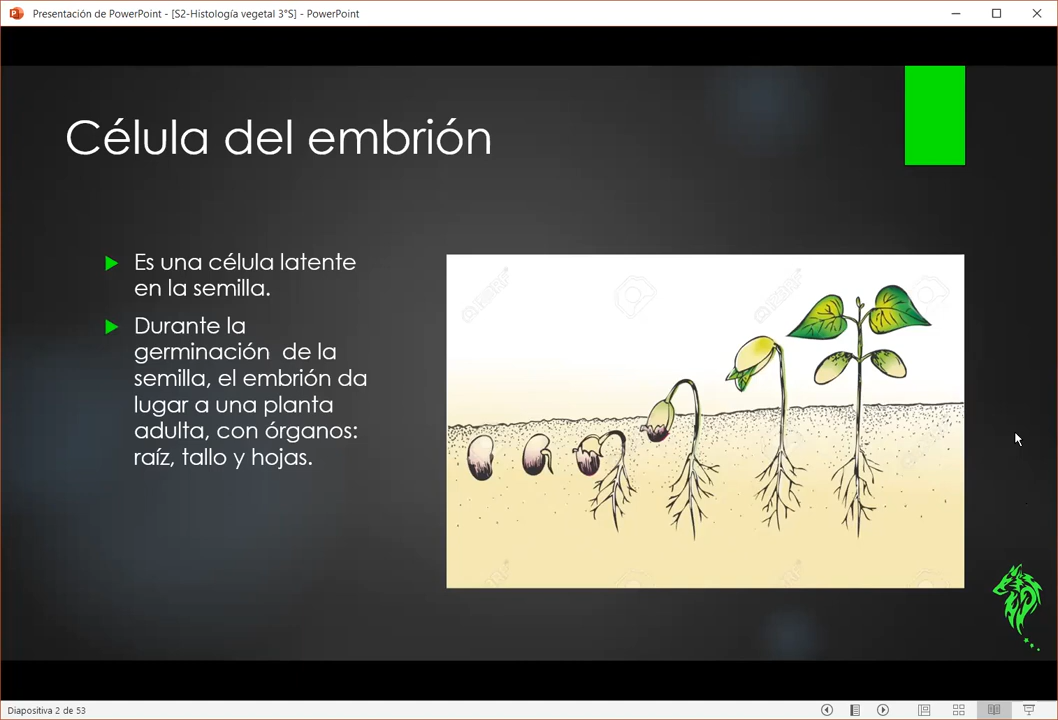 Presentación de PowerPoint - [S2-Histología vegetal 3°S] - PowerPoint
Célula del embrión
Es una célula latente
en la semilla.
Durante la
germinación de la
semilla, el embrión da
lugar a una planta
adulta, con órganos:
raíz, tallo y hojas.
Diapositiva 2 de 53